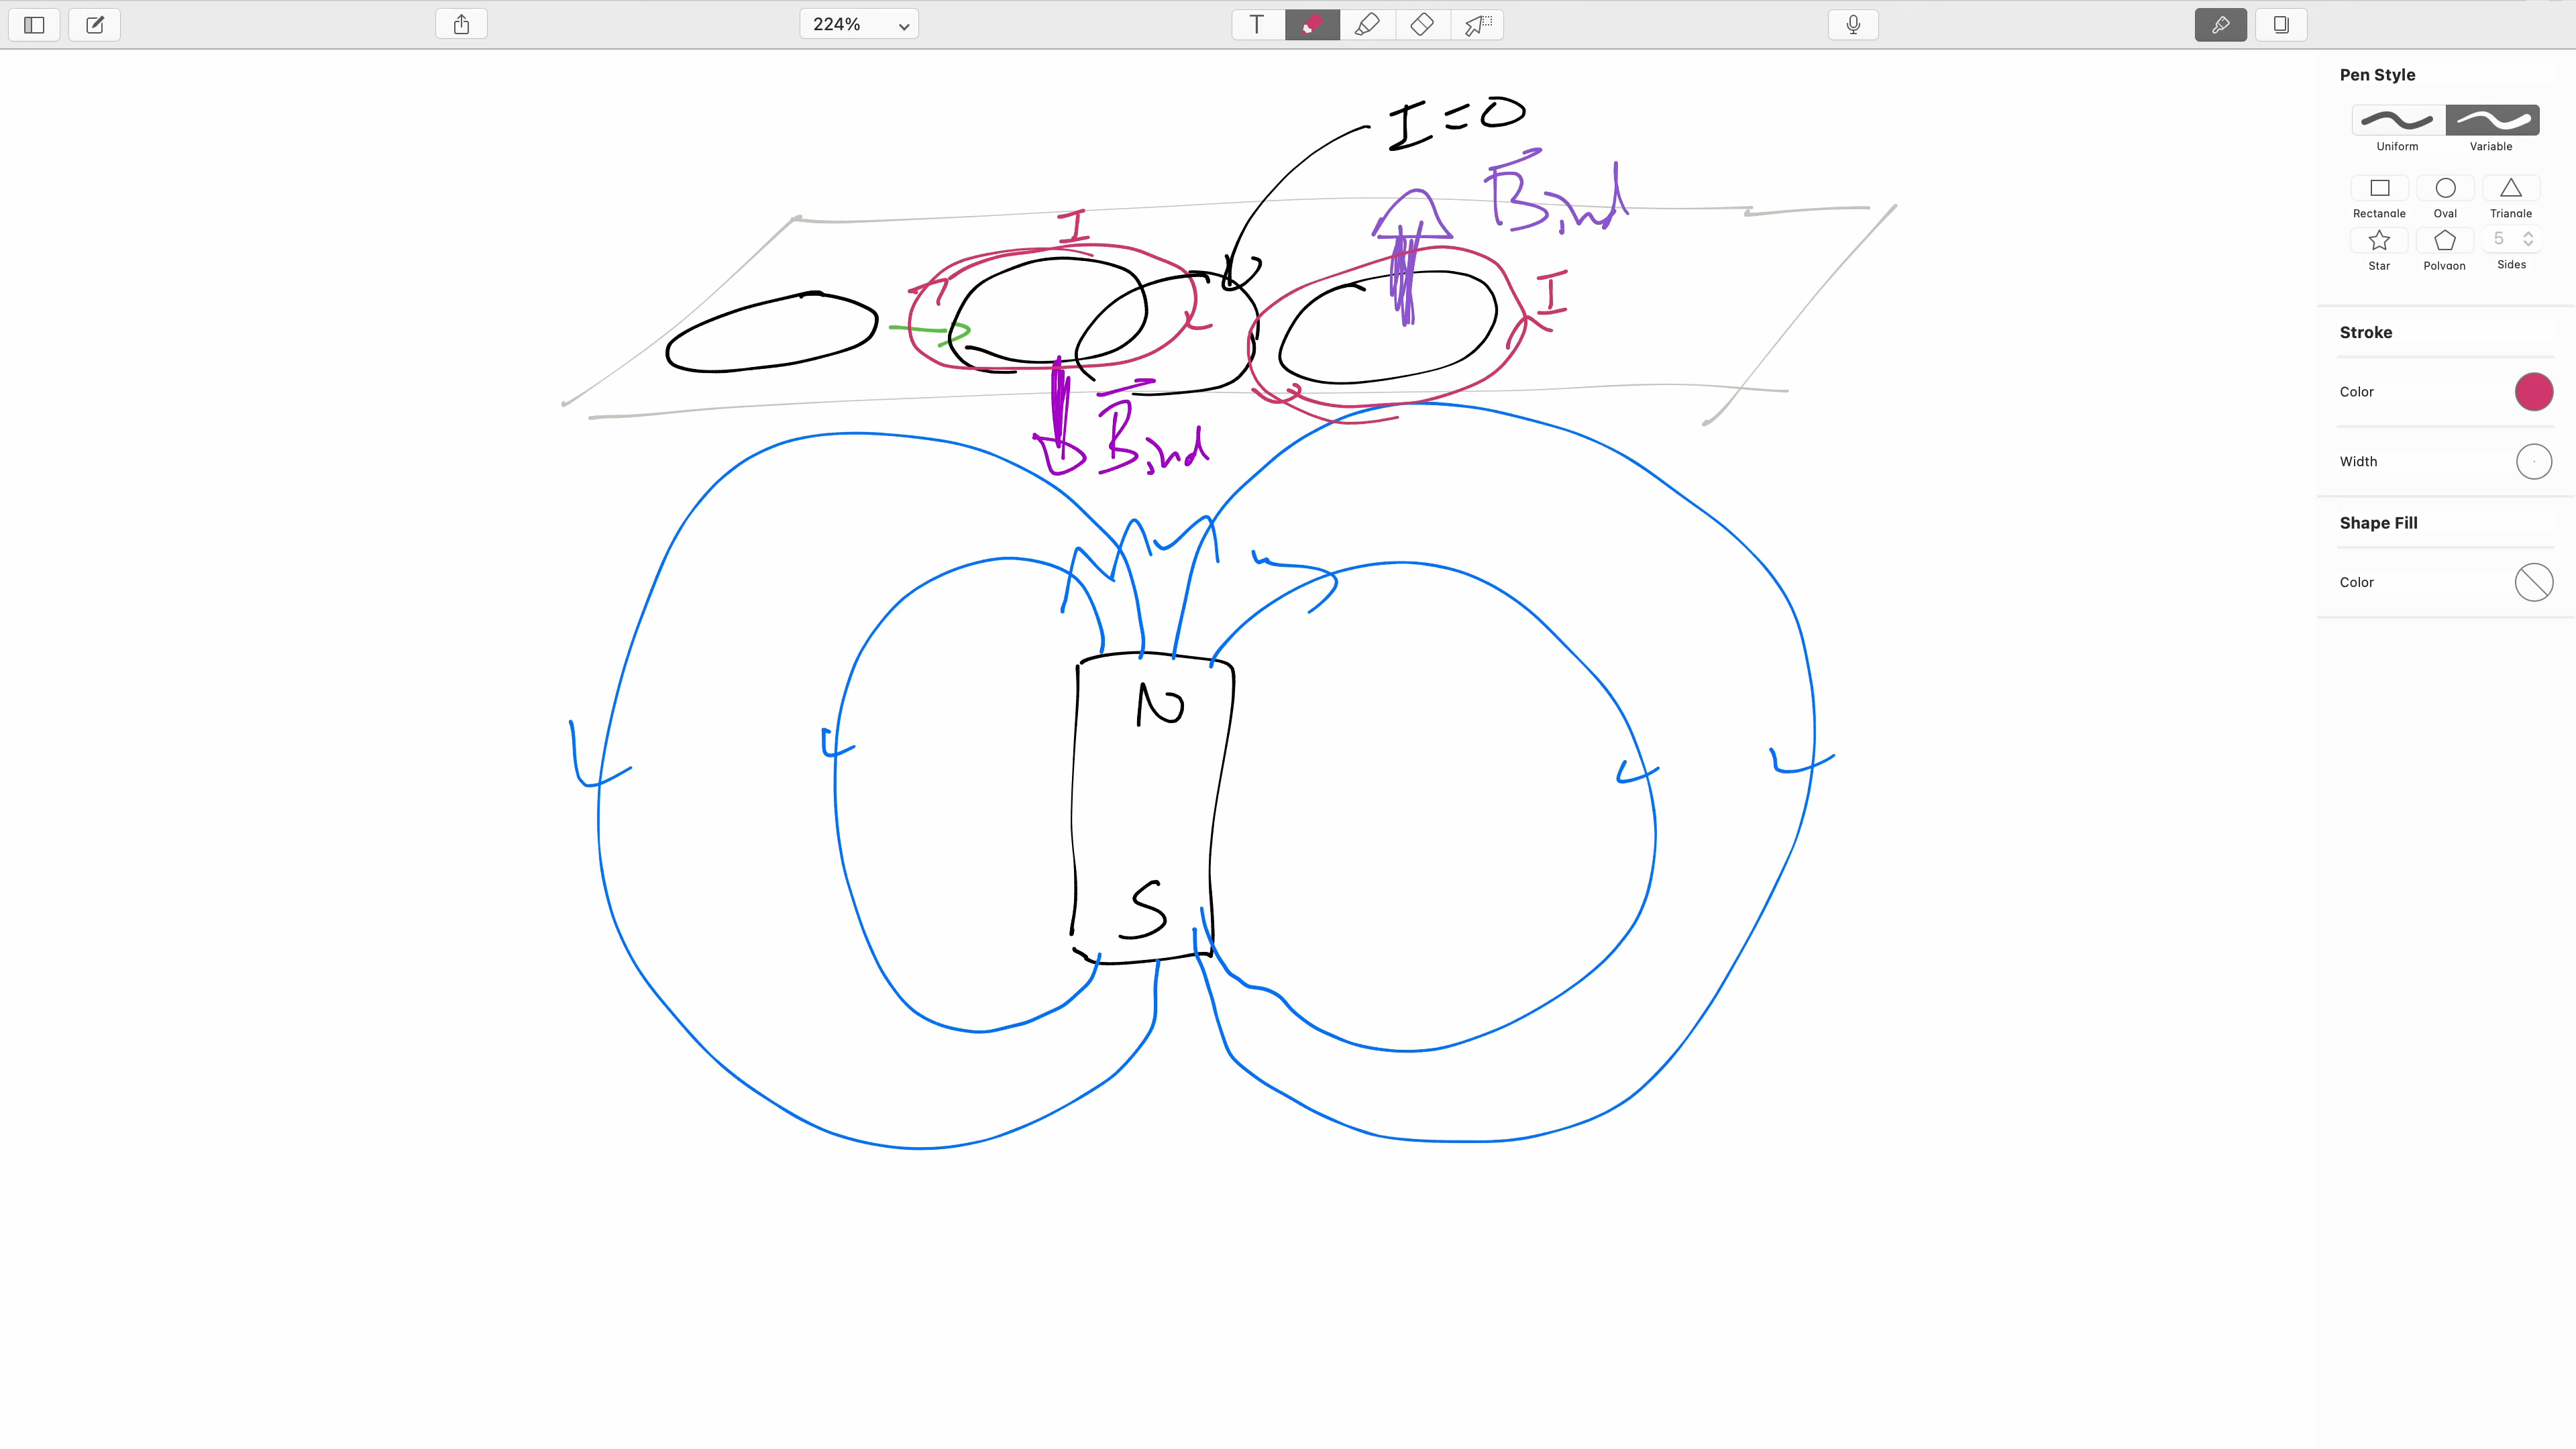 224%
T
Pen Style
Uniform
Variable
Rectangle
Oval
Triangle
5
Star
Polygon
Sides
Stroke
Color
Width
Shape Fill
Color
I=0
B⃗ind
I
I
B⃗ind
N
S